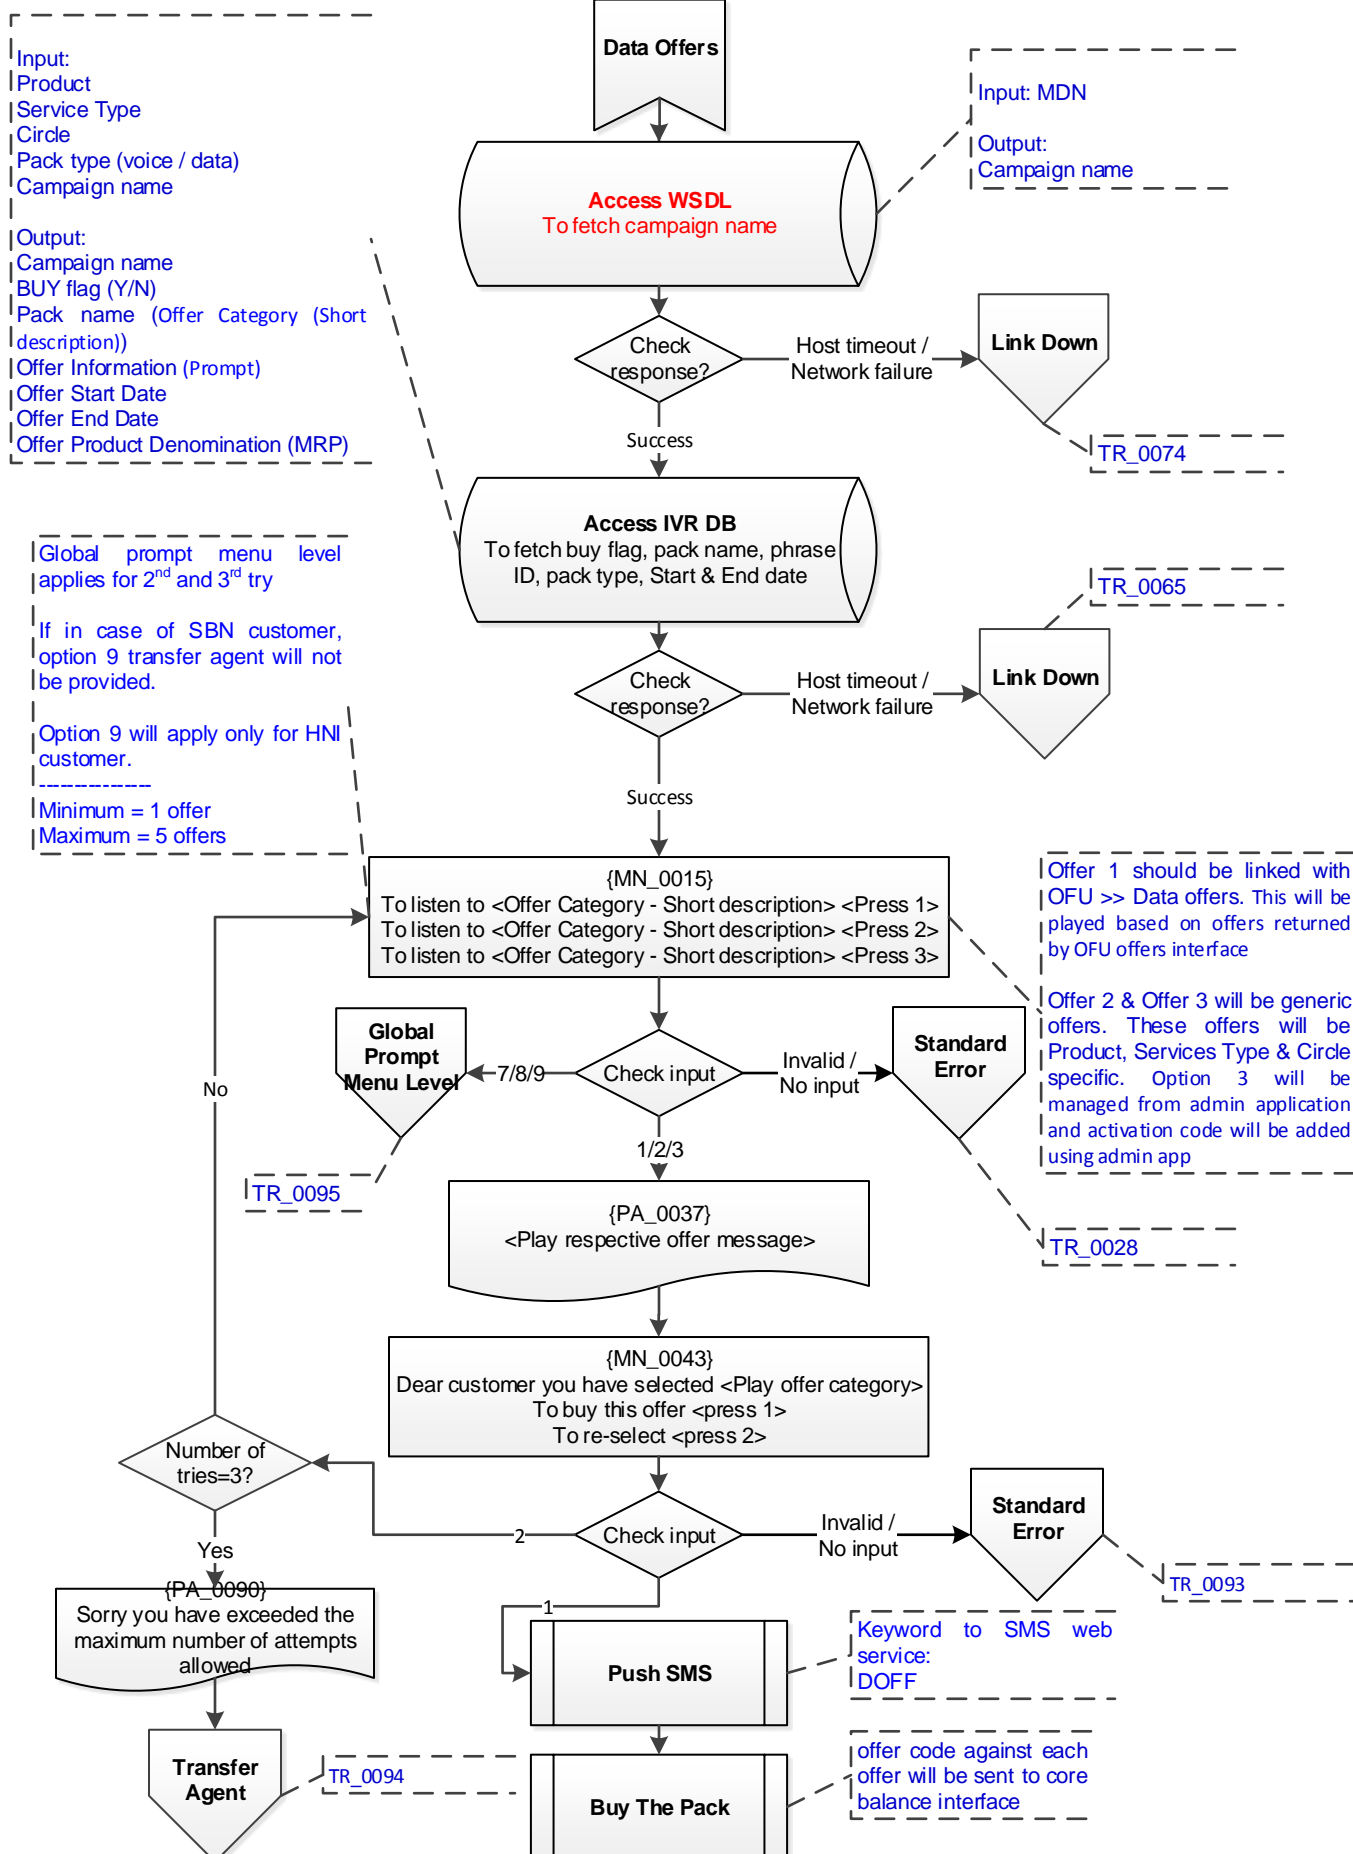 Data Offers
Input:
Product
Service Type
Circle
Pack type (voice / data)
Campaign name
Output:
Campaign name
BUY flag (Y/N)
Pack name (Offer Category (Short
description))
Offer Information (Prompt)
Offer Start Date
Offer End Date
Offer Product Denomination (MRP)
Input: MDN
Output:
Campaign name
Access WSDL
To fetch campaign name
Check
response?
Host timeout /
Network failure
Link Down
TR_0074
Success
Access IVR DB
To fetch buy flag, pack name, phrase
ID, pack type, Start & End date
Global prompt menu level
applies for 2nd and 3rd try
If in case of SBN customer,
option 9 transfer agent will not
be provided.
Option 9 will apply only for HNI
customer.
----------------
Minimum = 1 offer
Maximum = 5 offers
TR_0065
Check
response?
Host timeout /
Network failure
Link Down
Success
{MN_0015}
To listen to <Offer Category - Short description> <Press 1>
To listen to <Offer Category - Short description> <Press 2>
To listen to <Offer Category - Short description> <Press 3>
Offer 1 should be linked with
OFU >> Data offers. This will be
played based on offers returned
by OFU offers interface
Offer 2 & Offer 3 will be generic
offers. These offers will be
Product, Services Type & Circle
specific. Option 3 will be
managed from admin application
and activation code will be added
using admin app
Global
Prompt
Menu Level
7/8/9
Check input
Invalid /
No input
Standard
Error
No
1/2/3
TR_0095
{PA_0037}
<Play respective offer message>
TR_0028
{MN_0043}
Dear customer you have selected <Play offer category>
To buy this offer <press 1>
To re-select <press 2>
Number of
tries=3?
2
Check input
Invalid /
No input
Standard
Error
Yes
TR_0093
{PA_0090}
Sorry you have exceeded the
maximum number of attempts
allowed
1
Push SMS
Keyword to SMS web
service:
DOFF
Transfer
Agent
TR_0094
Buy The Pack
offer code against each
offer will be sent to core
balance interface